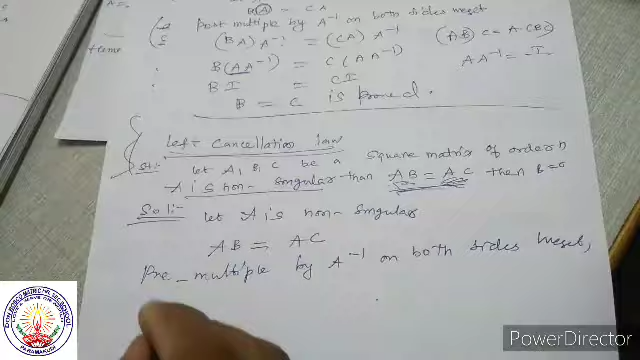 B(A) = CA
Post multiple by A⁻¹ on both sides we get
(BA)A⁻¹ = (CA) A⁻¹
(AB) C = A(BC)
B(AA⁻¹) = C(AA⁻¹)
AA⁻¹ = I
BI = CI
B = C is proved.
Left Cancellation law
Let A, B, C be a square matrix of order n
A is non-singular than AB = AC then B=C
Sol:- Let A is non-singular
AB = AC
Pre-multiple by A⁻¹ on both sides we get,
PARAMAKUDI
PowerDirector